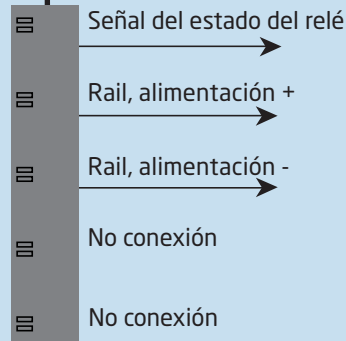 Señal del estado del relé
Rail, alimentación +
Rail, alimentación -
No conexión
No conexión